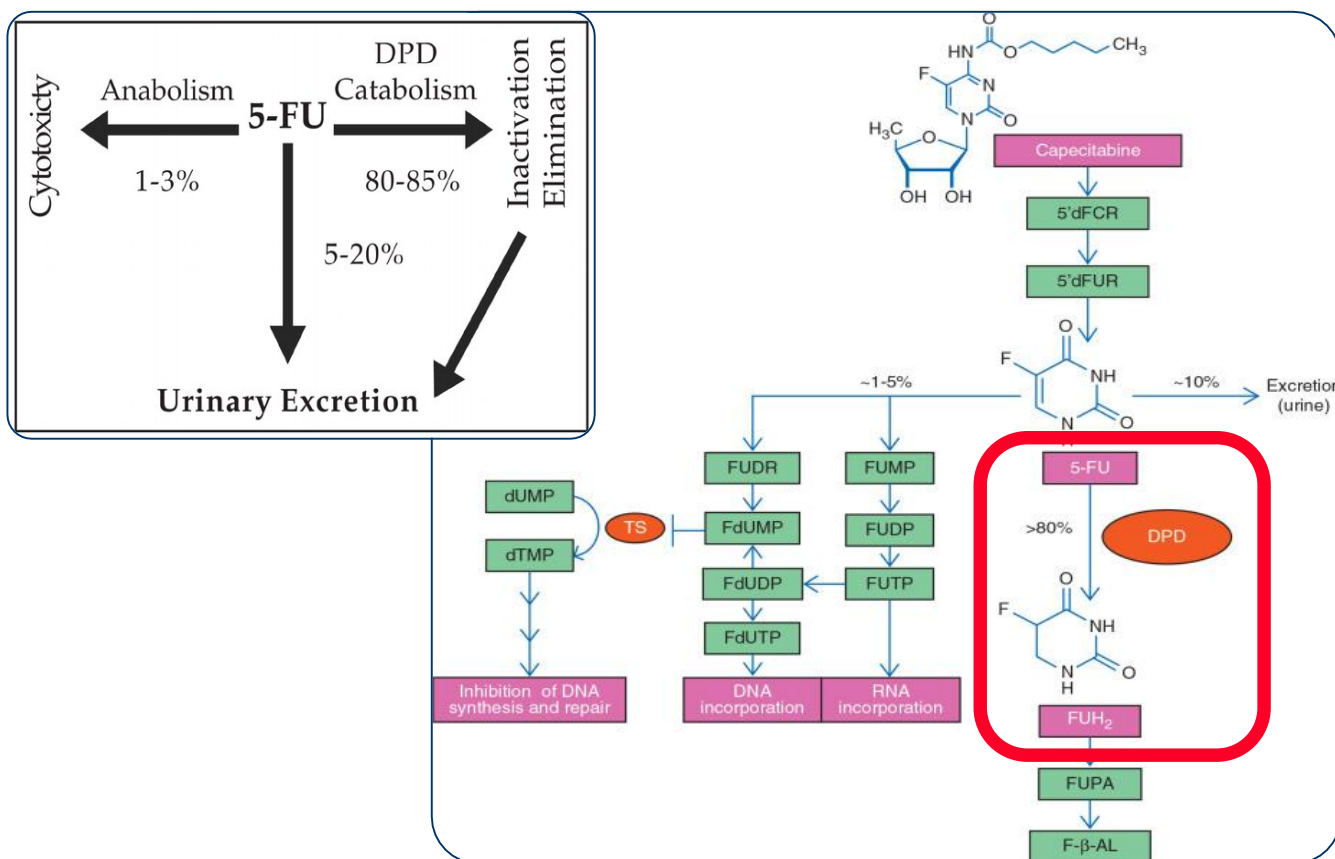 Cytotoxicty
Anabolism
1-3%
5-FU
DPD
Catabolism
80-85%
Inactivation
Elimination
5-20%
Urinary Excretion
O
HN
O
CH₃
F
N
N
O
H₃C
O
OH
OH
Capecitabine
5'dFCR
5'dFUR
O
F
NH
N
O
~1-5%
~10%
Excretion
(urine)
5-FU
>80%
DPD
FUDR
FUMP
dUMP
TS
FdUMP
FUDP
dTMP
FdUDP
FUTP
FdUTP
O
F
NH
N
H
O
Inhibition of DNA
synthesis and repair
DNA
incorporation
RNA
incorporation
FUH₂
FUPA
F-β-AL